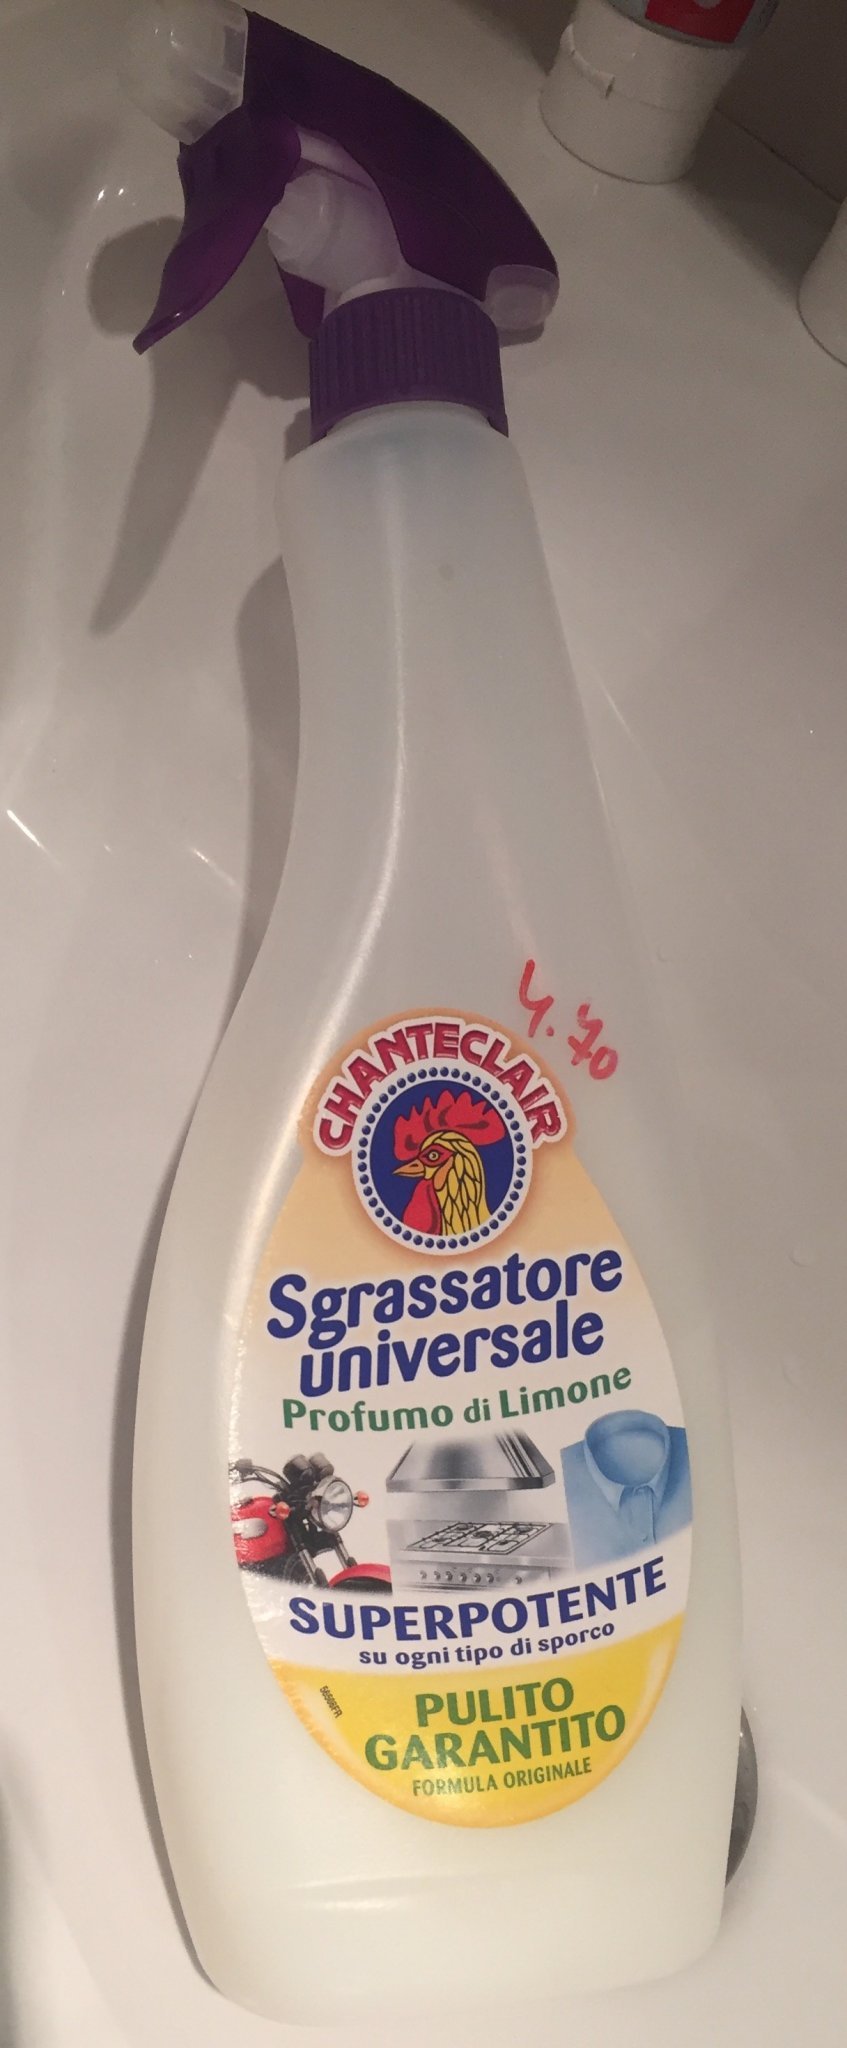 4.70
CHANTECLAIR
Sgrassatore
universale
Profumo di Limone
SUPERPOTENTE
su ogni tipo di sporco
PULITO
GARANTITO
FORMULA ORIGINALE